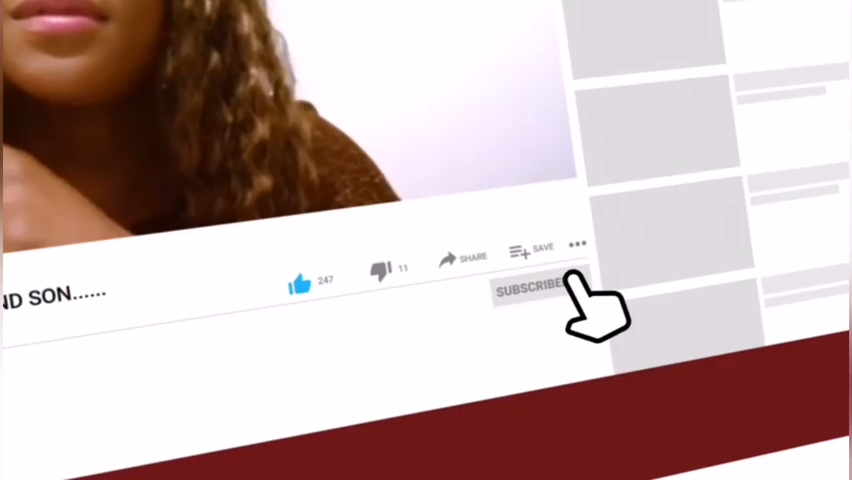 ND SON......
247
11
SHARE
SAVE
SUBSCRIBE